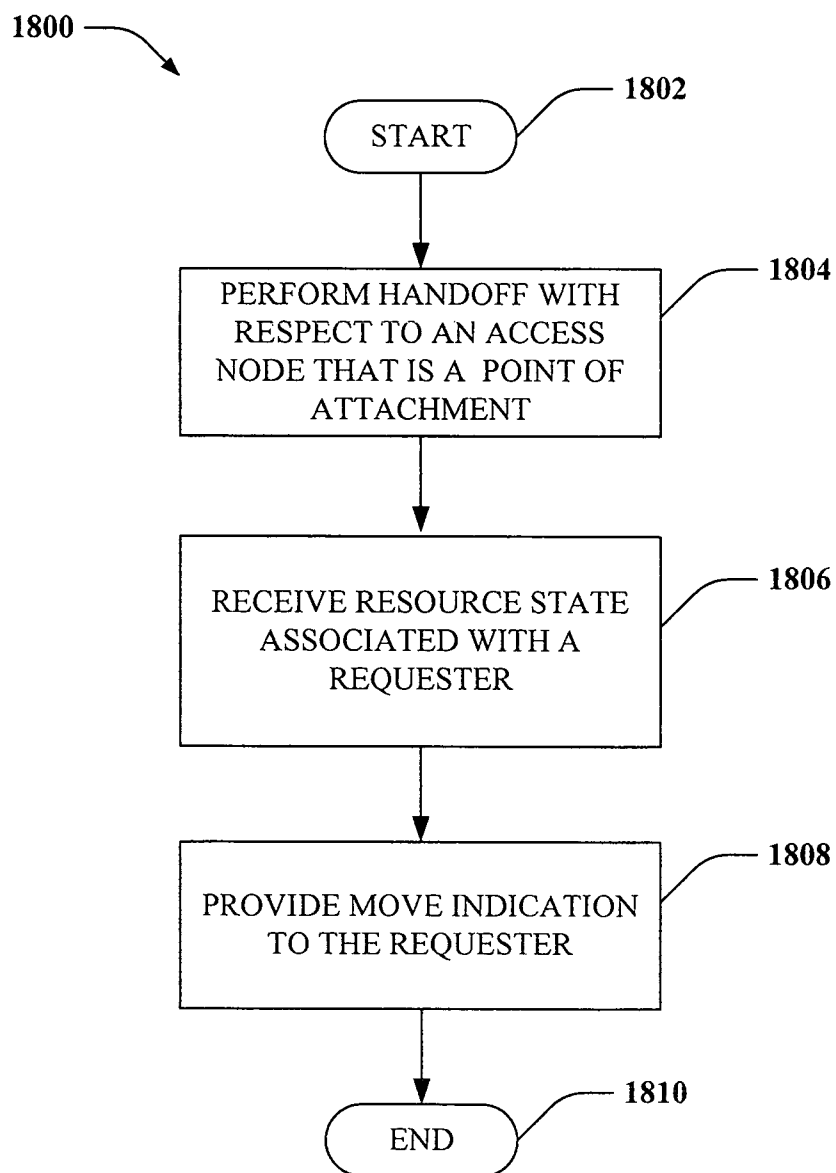 1800
1802
START
1804
PERFORM HANDOFF WITH
RESPECT TO AN ACCESS
NODE THAT IS A POINT OF
ATTACHMENT
1806
RECEIVE RESOURCE STATE
ASSOCIATED WITH A
REQUESTER
1808
PROVIDE MOVE INDICATION
TO THE REQUESTER
1810
END